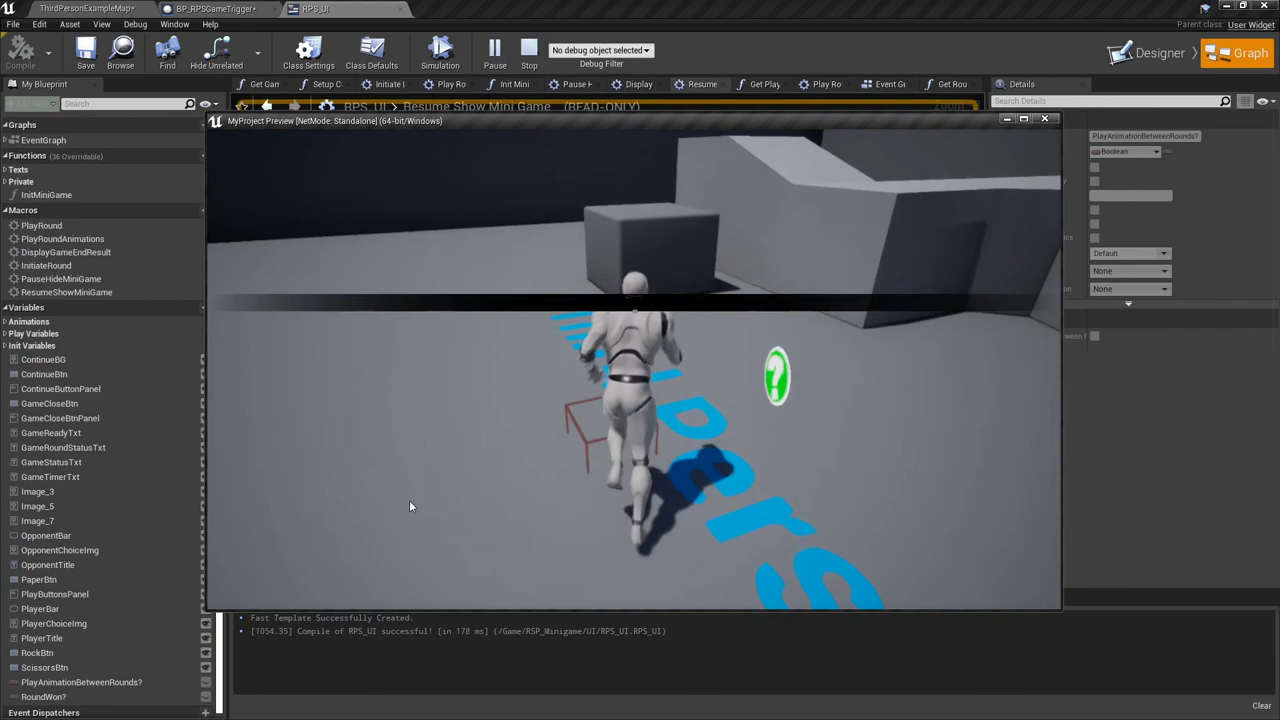 ThirdPersonExampleMap*
BP_RPSGameTrigger*
RPS_UI
File Edit Asset View Debug Window Help
Parent class: User Widget
Compile
Save
Browse
Find
Hide Unrelated
Class Settings
Class Defaults
Simulation
Pause
Stop
No debug object selected
Debug Filter
Designer
Graph
My Blueprint
Get Gan
Setup C
Initiate I
Play Ro
Init Mini
Pause H
Display
Resume
Get Play
Play Ro
Event Gi
Get Rou
Details
Add New
Search
RPS_UI > Resume Show Mini Game (READ-ONLY)
Zoom
Search Details
MyProject Preview [NetMode: Standalone] (64-bit/Windows)
Graphs
EventGraph
Functions (36 Overridable)
Texts
Private
InitMiniGame
Macros
PlayRound
PlayRoundAnimations
DisplayGameEndResult
InitiateRound
PauseHideMiniGame
ResumeShowMiniGame
Variables
Animations
Play Variables
Init Variables
ContinueBG
ContinueBtn
ContinueButtonPanel
GameCloseBtn
GameCloseBtnPanel
GameReadyTxt
GameRoundStatusTxt
GameStatusTxt
GameTimerTxt
Image_3
Image_5
Image_7
OpponentBar
OpponentChoiceImg
OpponentTitle
PaperBtn
PlayButtonsPanel
PlayerBar
PlayerChoiceImg
PlayerTitle
RockBtn
ScissorsBtn
PlayAnimationBetweenRounds?
RoundWon?
Event Dispatchers
PlayAnimationBetweenRounds?
Boolean
Default
None
None
?
Pers
Fast Template Successfully Created.
[1054.35] Compile of RPS_UI successful! [in 178 ms] (/Game/RSP_Minigame/UI/RPS_UI.RPS_UI)
Clear